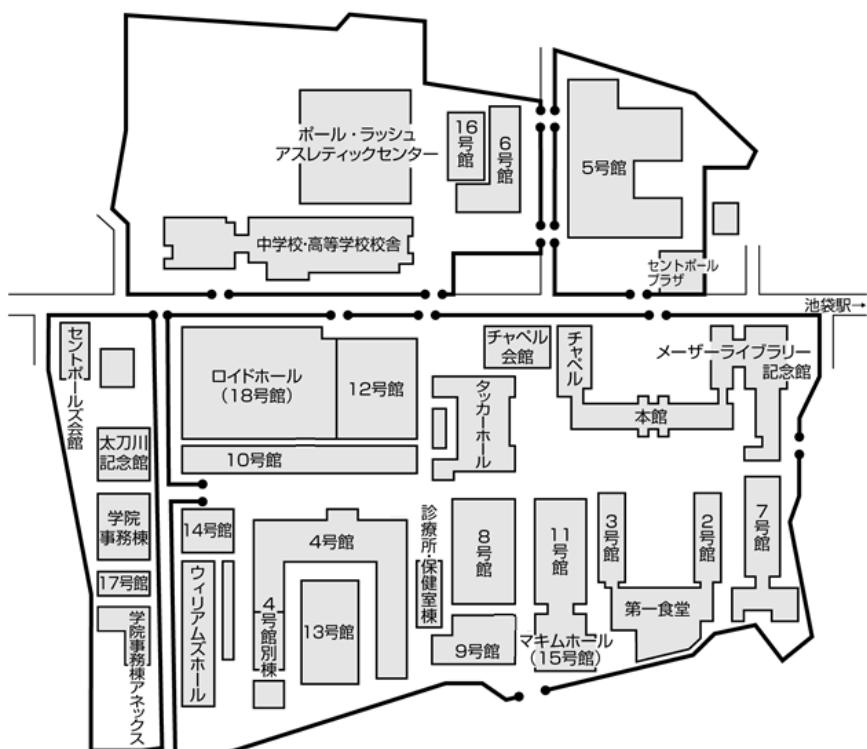 ポール・ラッシュ
アスレティックセンター
16号館
6号館
5号館
中学校・高等学校校舎
セントポール
プラザ
池袋駅→
セントポールズ会館
ロイドホール
(18号館)
12号館
チャペル
会館
チャペル
メーザーライブラリー
記念館
本館
タッカーホール
太刀川
記念館
10号館
学院
事務棟
14号館
4号館
診療所・保健室棟
8号館
11号館
3号館
2号館
7号館
17号館
ウィリアムズホール
4号館別棟
13号館
9号館
マキムホール
(15号館)
第一食堂
学院事務棟アネックス